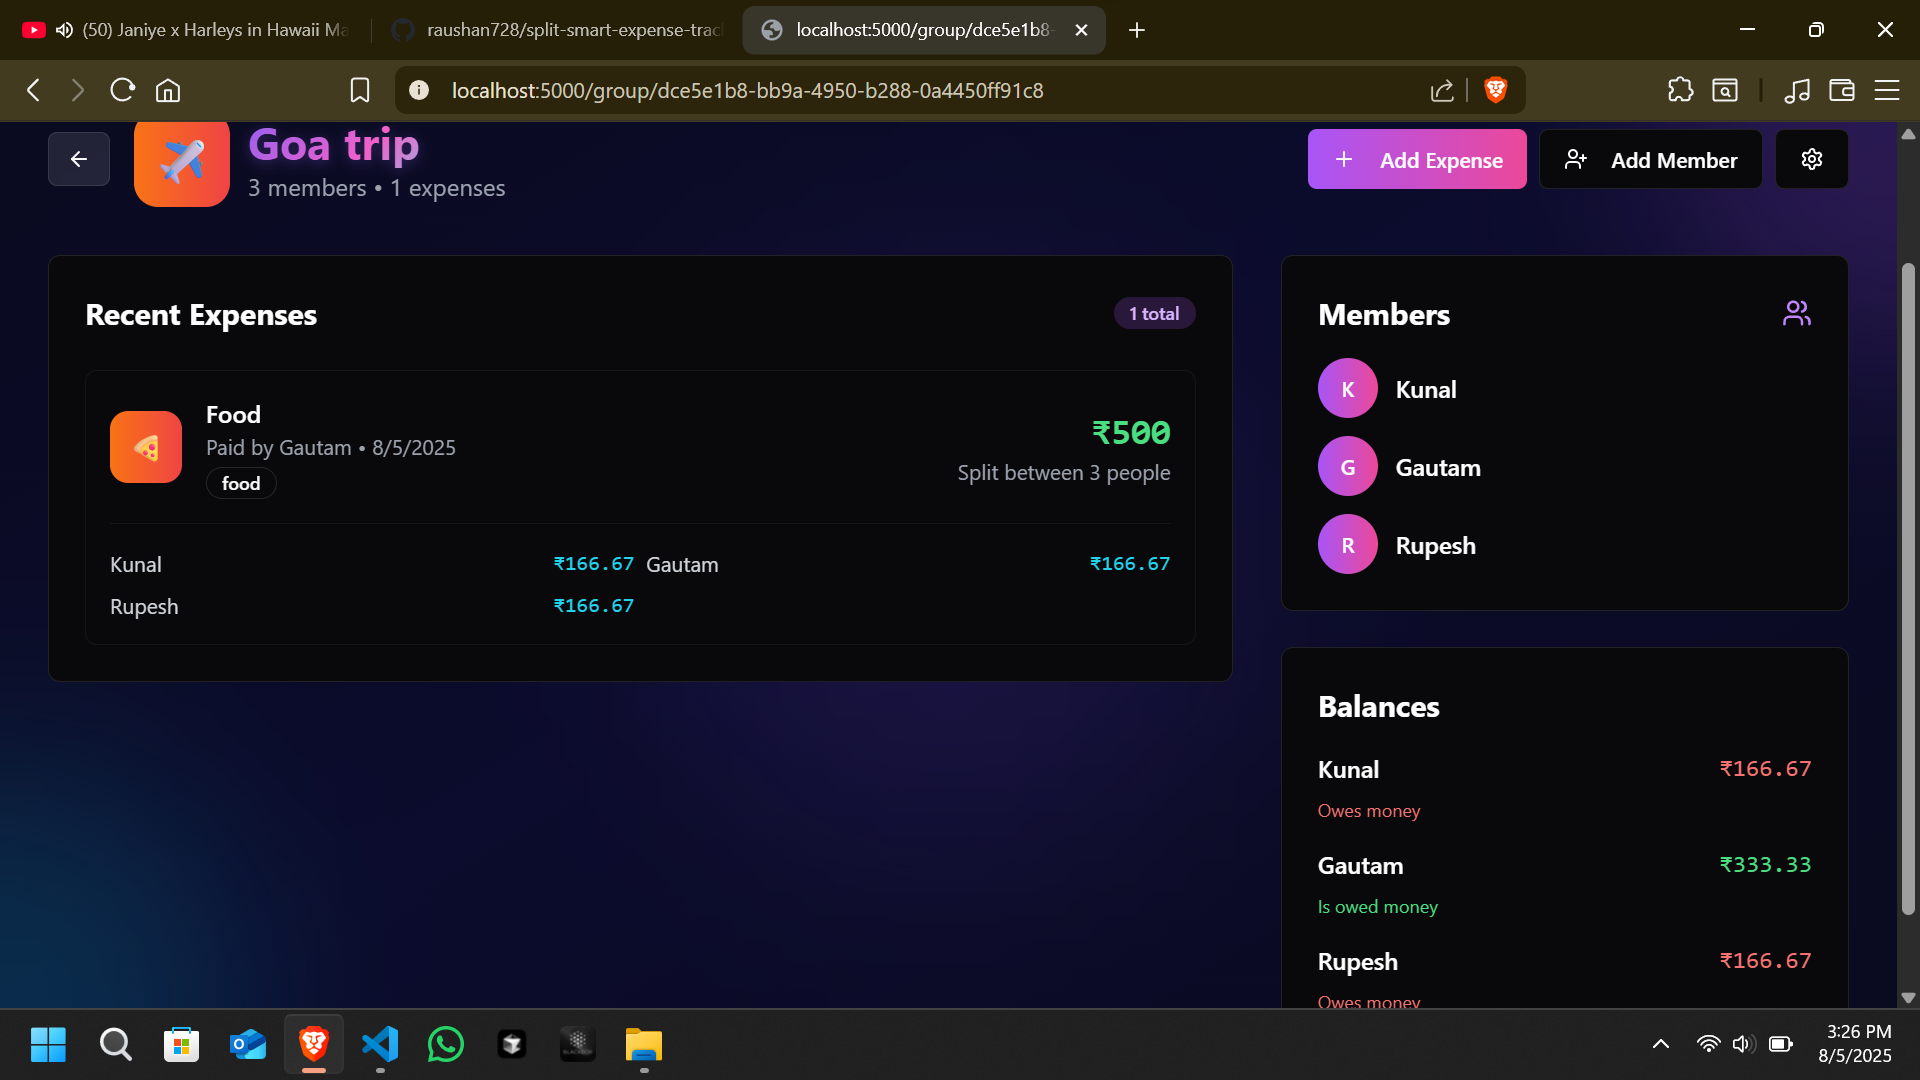 (50) Janiye x Harleys in Hawaii Ma
raushan728/split-smart-expense-trac
localhost:5000/group/dce5e1b8-
localhost:5000/group/dce5e1b8-bb9a-4950-b288-0a4450ff91c8
Goa trip
3 members • 1 expenses
Add Expense
Add Member
Recent Expenses
1 total
Food
Paid by Gautam • 8/5/2025
food
₹500
Split between 3 people
Kunal ₹166.67 Gautam ₹166.67
Rupesh ₹166.67
Members
K Kunal
G Gautam
R Rupesh
Balances
Kunal ₹166.67
Owes money
Gautam ₹333.33
Is owed money
Rupesh ₹166.67
Owes money
3:26 PM
8/5/2025